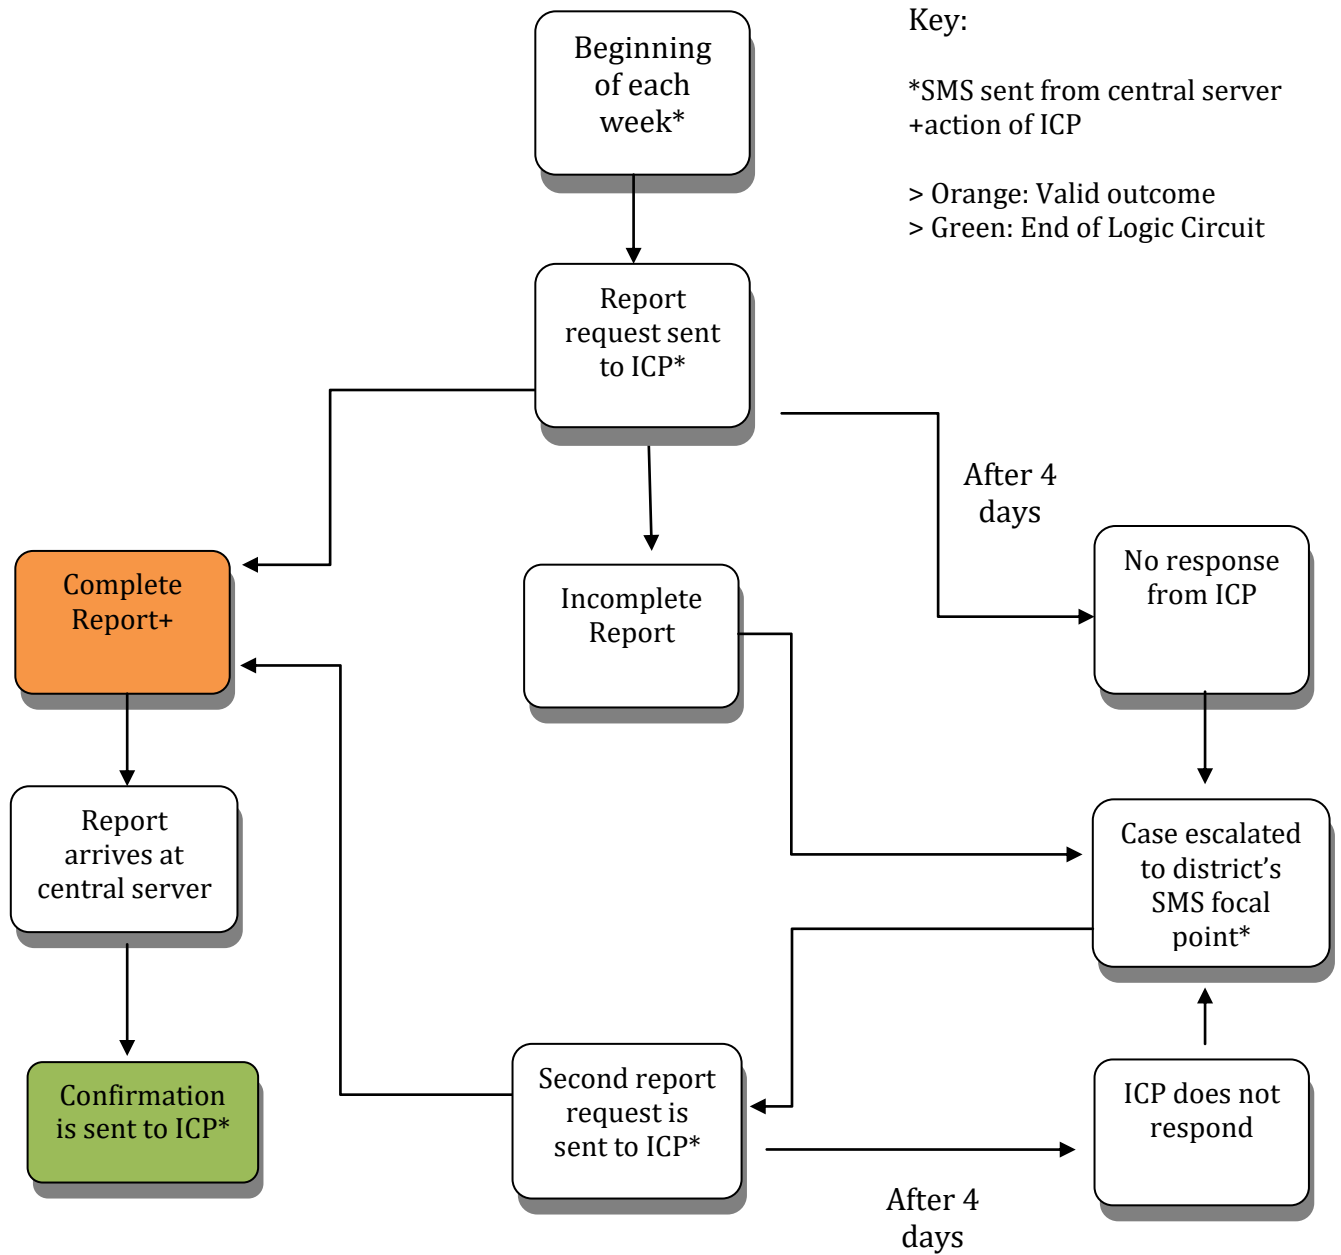 Beginning
of each
week*
Key:
*SMS sent from central server
+action of ICP
> Orange: Valid outcome
> Green: End of Logic Circuit
Report
request sent
to ICP*
After 4
days
Complete
Report+
Incomplete
Report
No response
from ICP
Report
arrives at
central server
Case escalated
to district’s
SMS focal
point*
Confirmation
is sent to ICP*
Second report
request is
sent to ICP*
ICP does not
respond
After 4
days